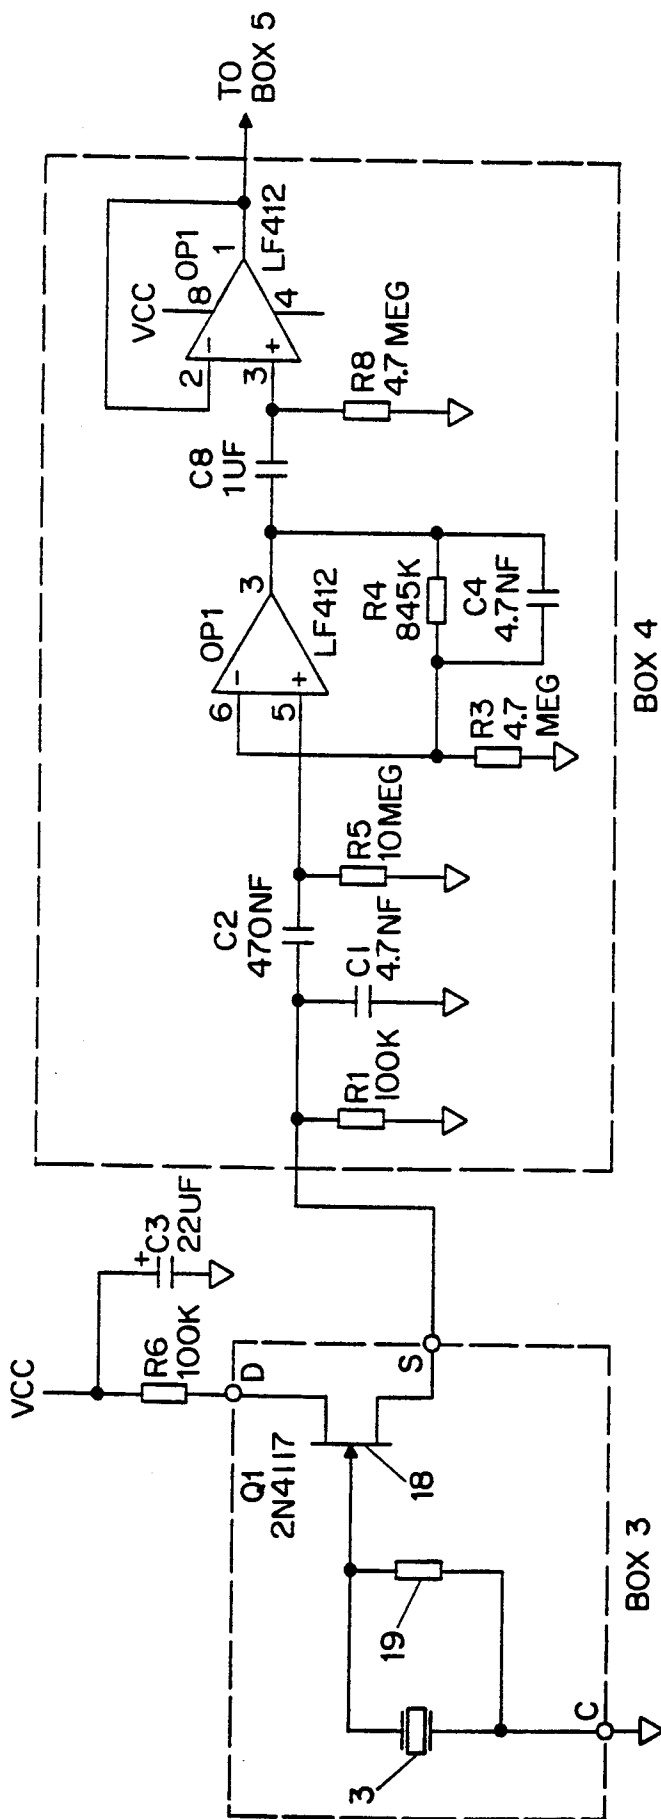 VCC
C3
+
22UF
R6
100K
D
S
Q1
2N4117
18
19
3
C
BOX 3
R1
100K
C1
4.7NF
C2
470NF
R5
10MEG
6
5
-
+
OP1
3
LF412
R3
4.7
MEG
R4
845K
C4
4.7NF
C8
1UF
R8
4.7 MEG
VCC
8
OP1
1
LF412
2
3
-
+
4
TO
BOX 5
BOX 4